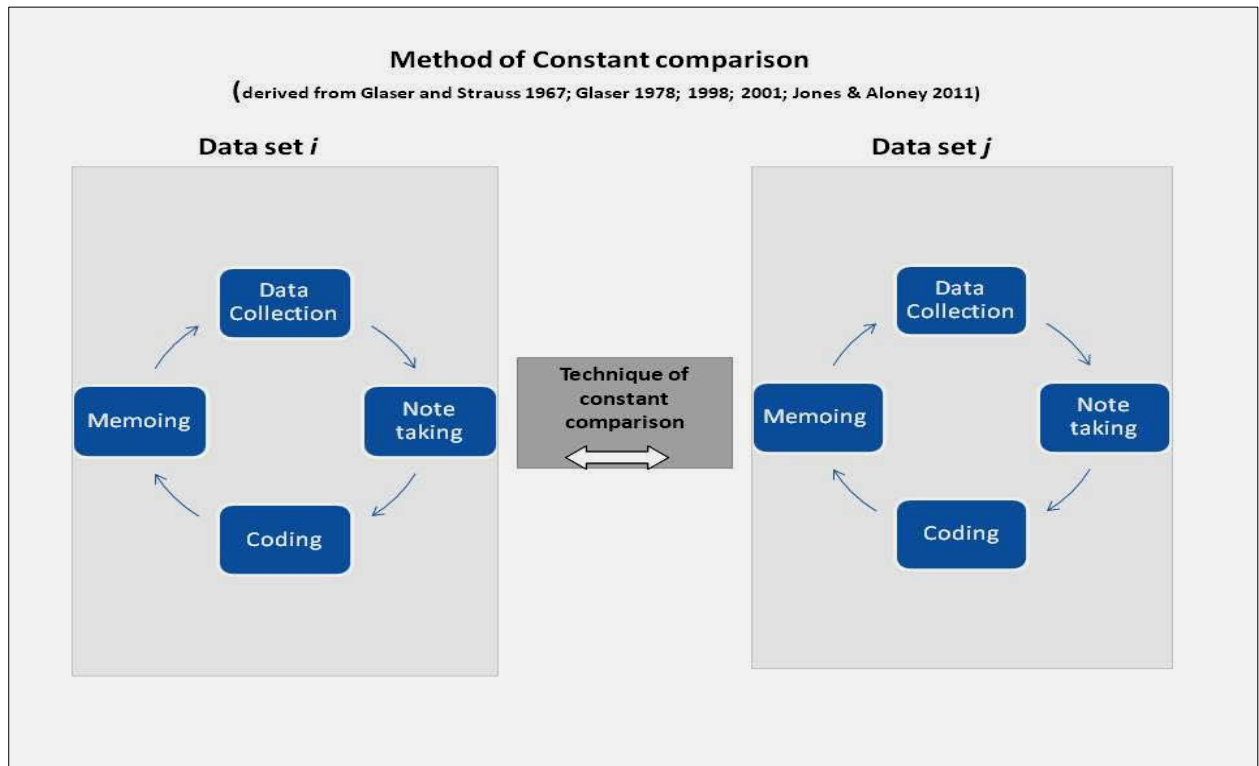 Method of Constant comparison
(derived from Glaser and Strauss 1967; Glaser 1978; 1998; 2001; Jones & Aloney 2011)
Data set i
Data
Collection
Memoing
Note
taking
Coding
Technique of
constant
comparison
Data set j
Data
Collection
Memoing
Note
taking
Coding